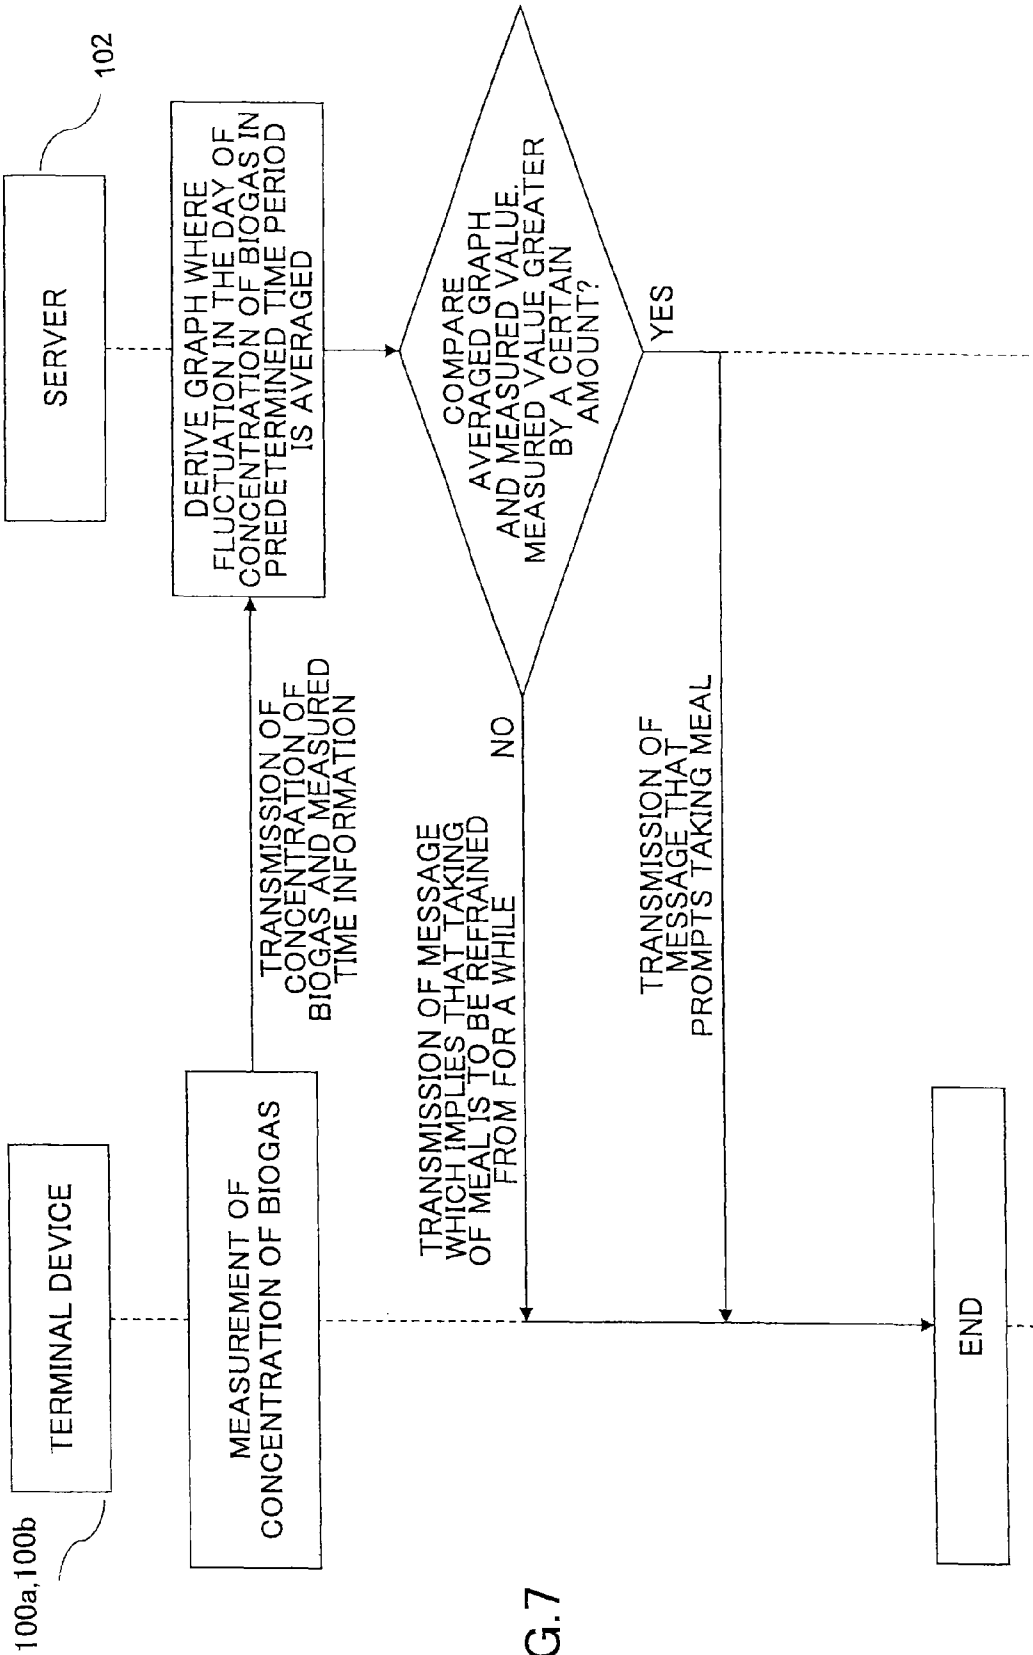 100a,100b
TERMINAL DEVICE
SERVER
102
MEASUREMENT OF
CONCENTRATION OF BIOGAS
TRANSMISSION OF
CONCENTRATION OF
BIOGAS AND MEASURED
TIME INFORMATION
DERIVE GRAPH WHERE
FLUCTUATION IN THE DAY OF
CONCENTRATION OF BIOGAS IN
PREDETERMINED TIME PERIOD
IS AVERAGED
TRANSMISSION OF MESSAGE
WHICH IMPLIES THAT TAKING
OF MEAL IS TO BE REFRAINED
FROM FOR A WHILE
NO
COMPARE
AVERAGED GRAPH
AND MEASURED VALUE.
MEASURED VALUE GREATER
BY A CERTAIN
AMOUNT?
YES
TRANSMISSION OF
MESSAGE THAT
PROMPTS TAKING MEAL
END
G.7